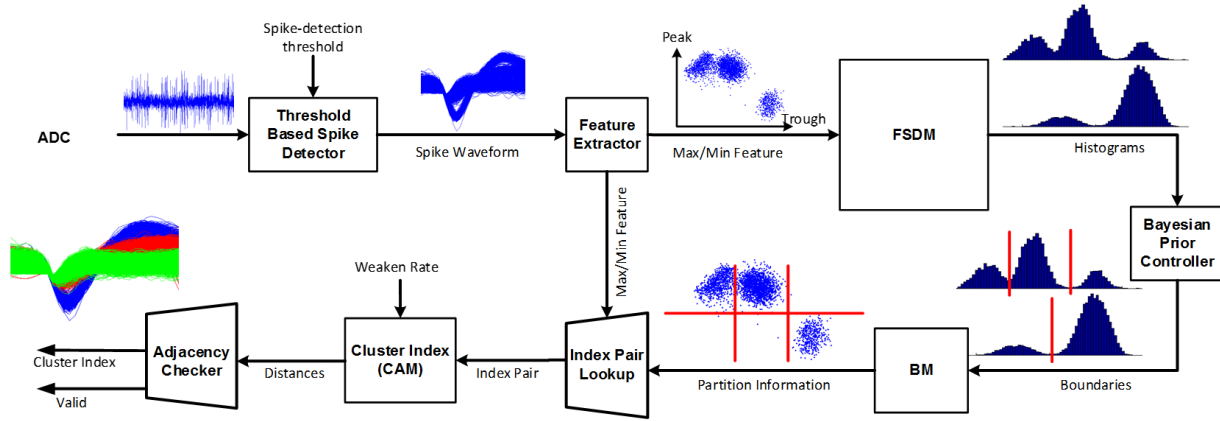 Spike-detection
threshold
ADC
Threshold
Based Spike
Detector
Spike Waveform
Feature
Extractor
Peak
Trough
Max/Min Feature
FSDM
Histograms
Bayesian
Prior
Controller
Max/Min Feature
Boundaries
BM
Partition Information
Index Pair
Lookup
Index Pair
Weaken Rate
Cluster Index
(CAM)
Distances
Adjacency
Checker
Cluster Index
Valid